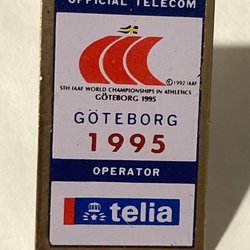 OFFICIAL TELECOM
© 1992 IAAF
5TH IAAF WORLD CHAMPIONSHIPS IN ATHLETICS
GÖTEBORG 1995
GÖTEBORG
1995
OPERATOR
telia